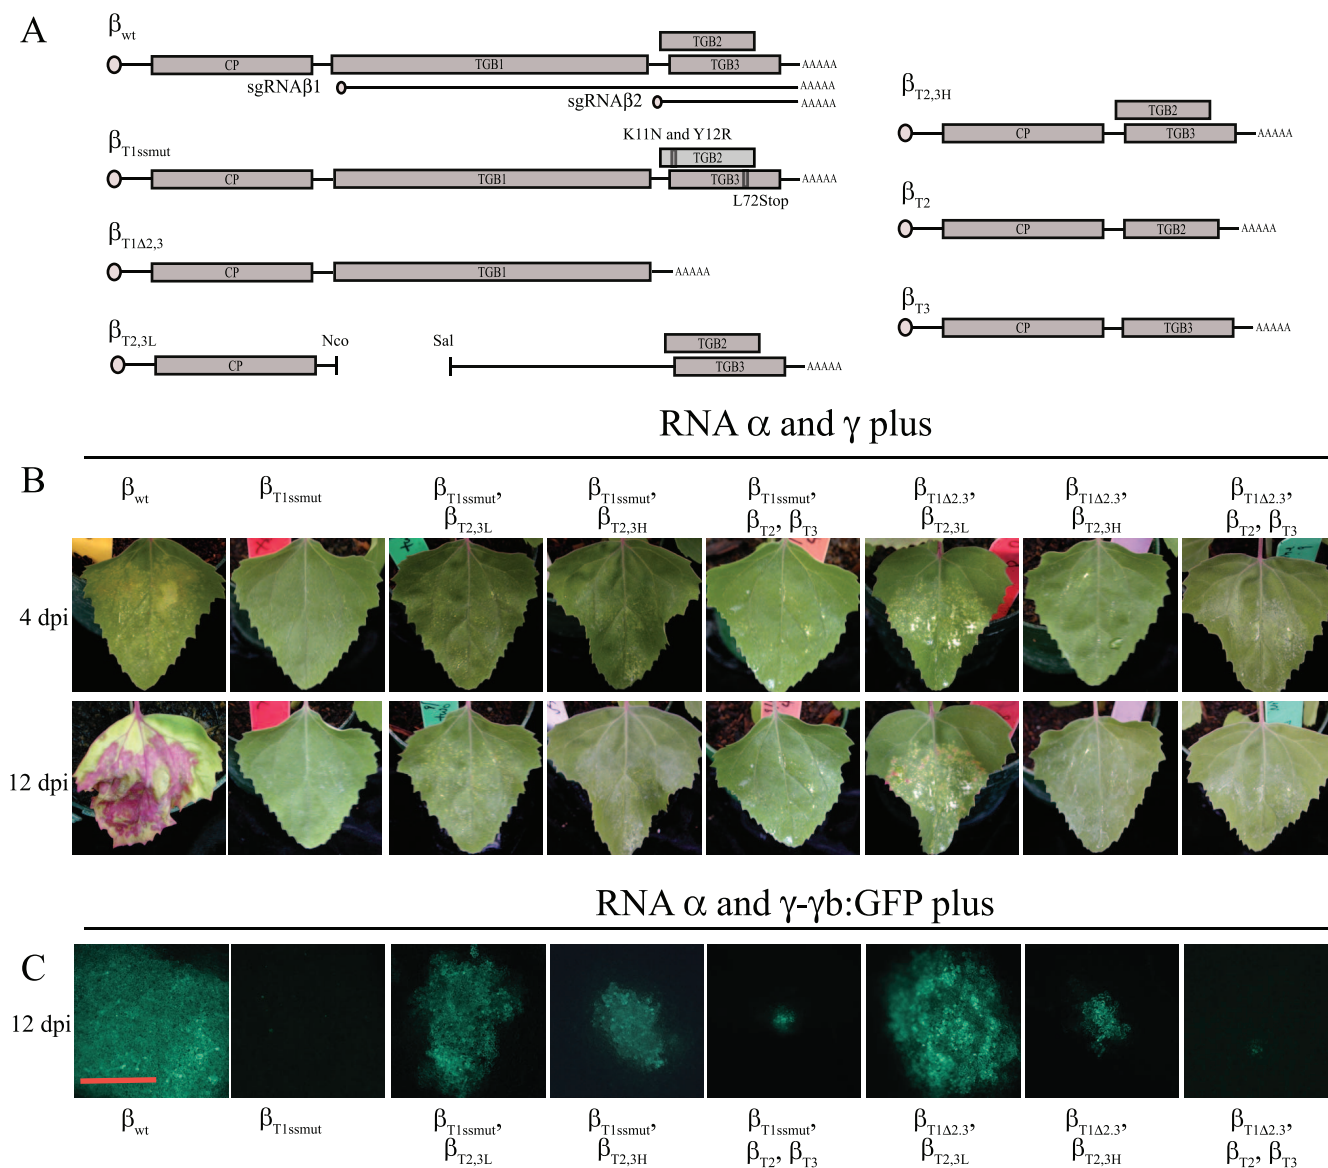 A
βwt
CP
TGB1
TGB2
TGB3
AAAAA
sgRNAβ1
AAAAA
sgRNAβ2
AAAAA
βT1ssmut
K11N and Y12R
CP
TGB1
TGB2
TGB3
AAAAA
L72Stop
βT1Δ2,3
CP
TGB1
AAAAA
βT2,3L
CP
Nco
Sal
TGB2
TGB3
AAAAA
βT2,3H
CP
TGB2
TGB3
AAAAA
βT2
CP
TGB2
AAAAA
βT3
CP
TGB3
AAAAA
RNA α and γ plus
B
βwt
βT1ssmut
βT1ssmut, βT2,3L
βT1ssmut, βT2,3H
βT1ssmut, βT2, βT3
βT1Δ2.3, βT2,3L
βT1Δ2.3, βT2,3H
βT1Δ2.3, βT2, βT3
4 dpi
12 dpi
RNA α and γ-γb:GFP plus
C
12 dpi
βwt
βT1ssmut
βT1ssmut, βT2,3L
βT1ssmut, βT2,3H
βT1ssmut, βT2, βT3
βT1Δ2.3, βT2,3L
βT1Δ2.3, βT2,3H
βT1Δ2.3, βT2, βT3